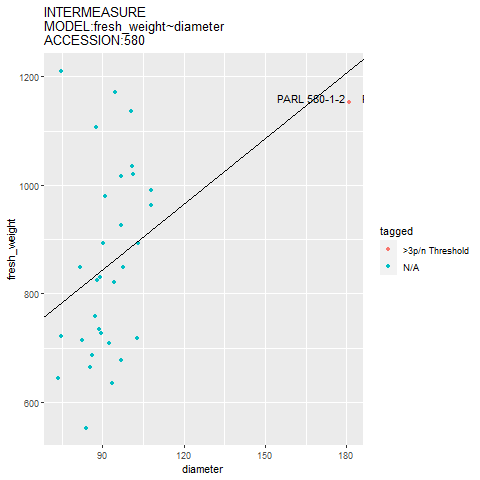 INTERMEASURE
MODEL:fresh_weight~diameter
ACCESSION:580
1200
1000
800
600
fresh_weight
PARL 580-1-2
90
120
150
180
diameter
tagged
>3p/n Threshold
N/A